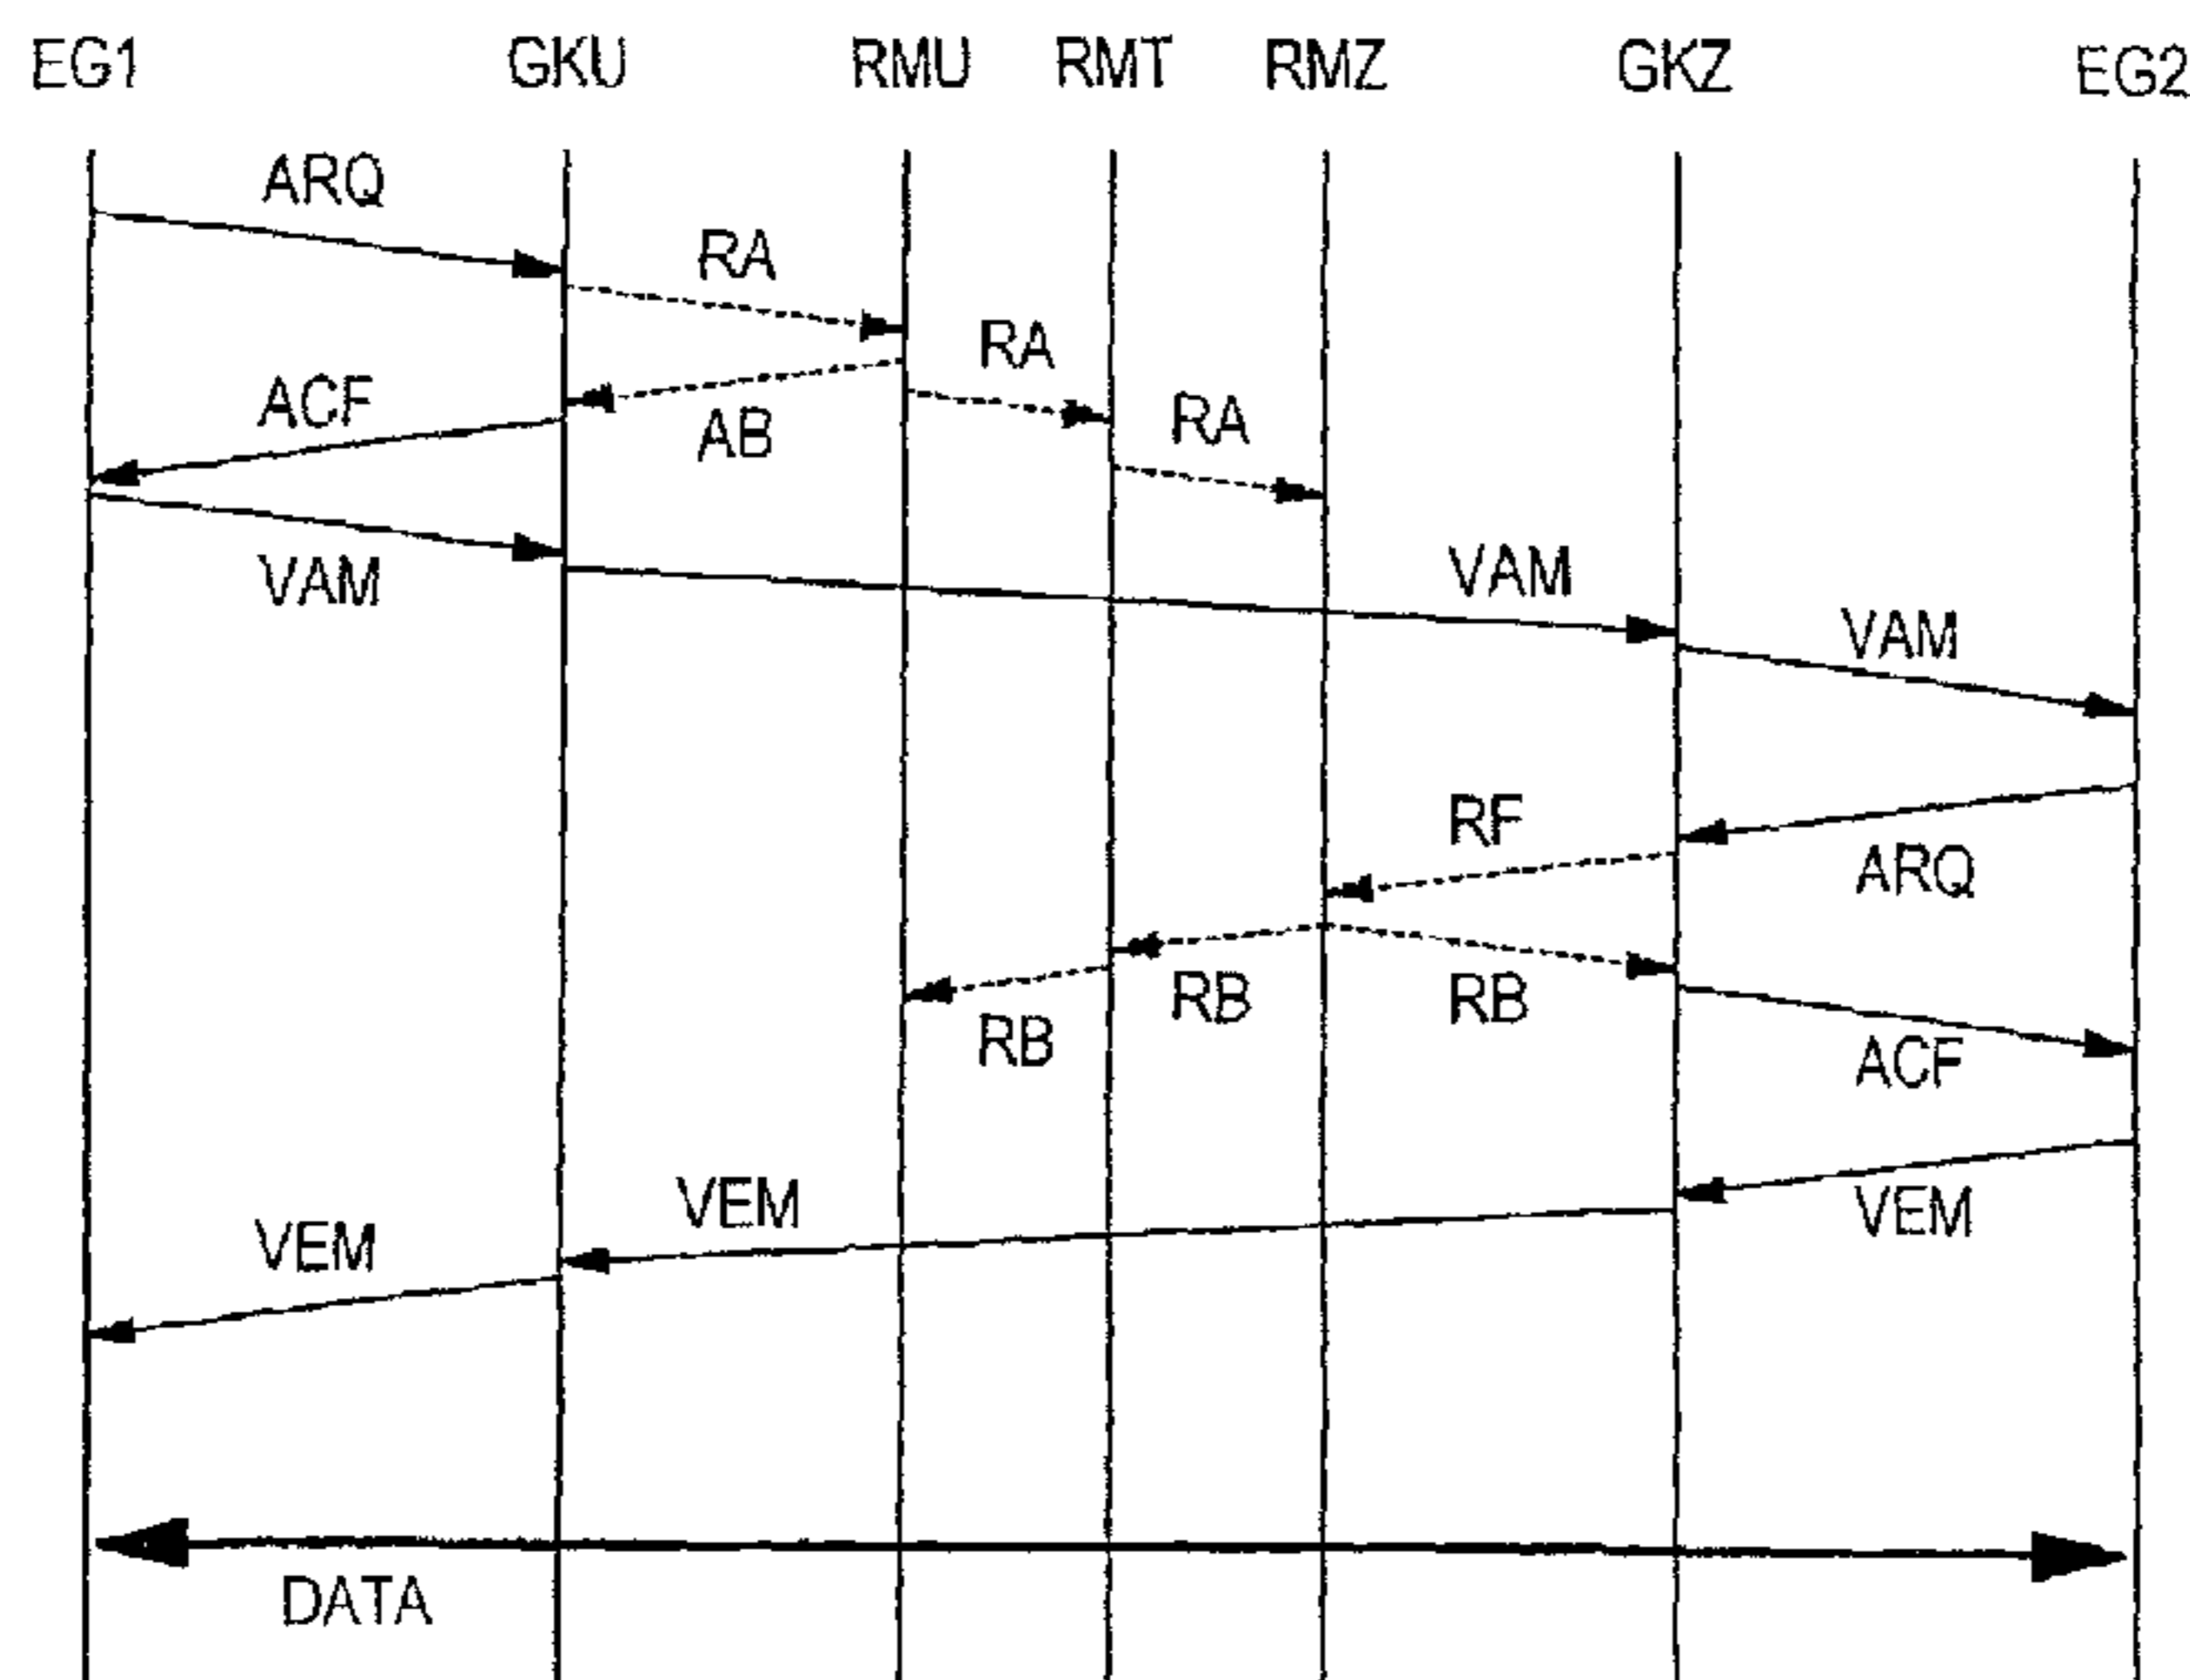 EG1 GKU RMU RMT RMZ GKZ EG2
ARQ
RA
RA
ACF
AB
RA
VAM
VAM
VAM
RF
ARQ
RB
RB
RB
ACF
VEM
VEM
VEM
DATA